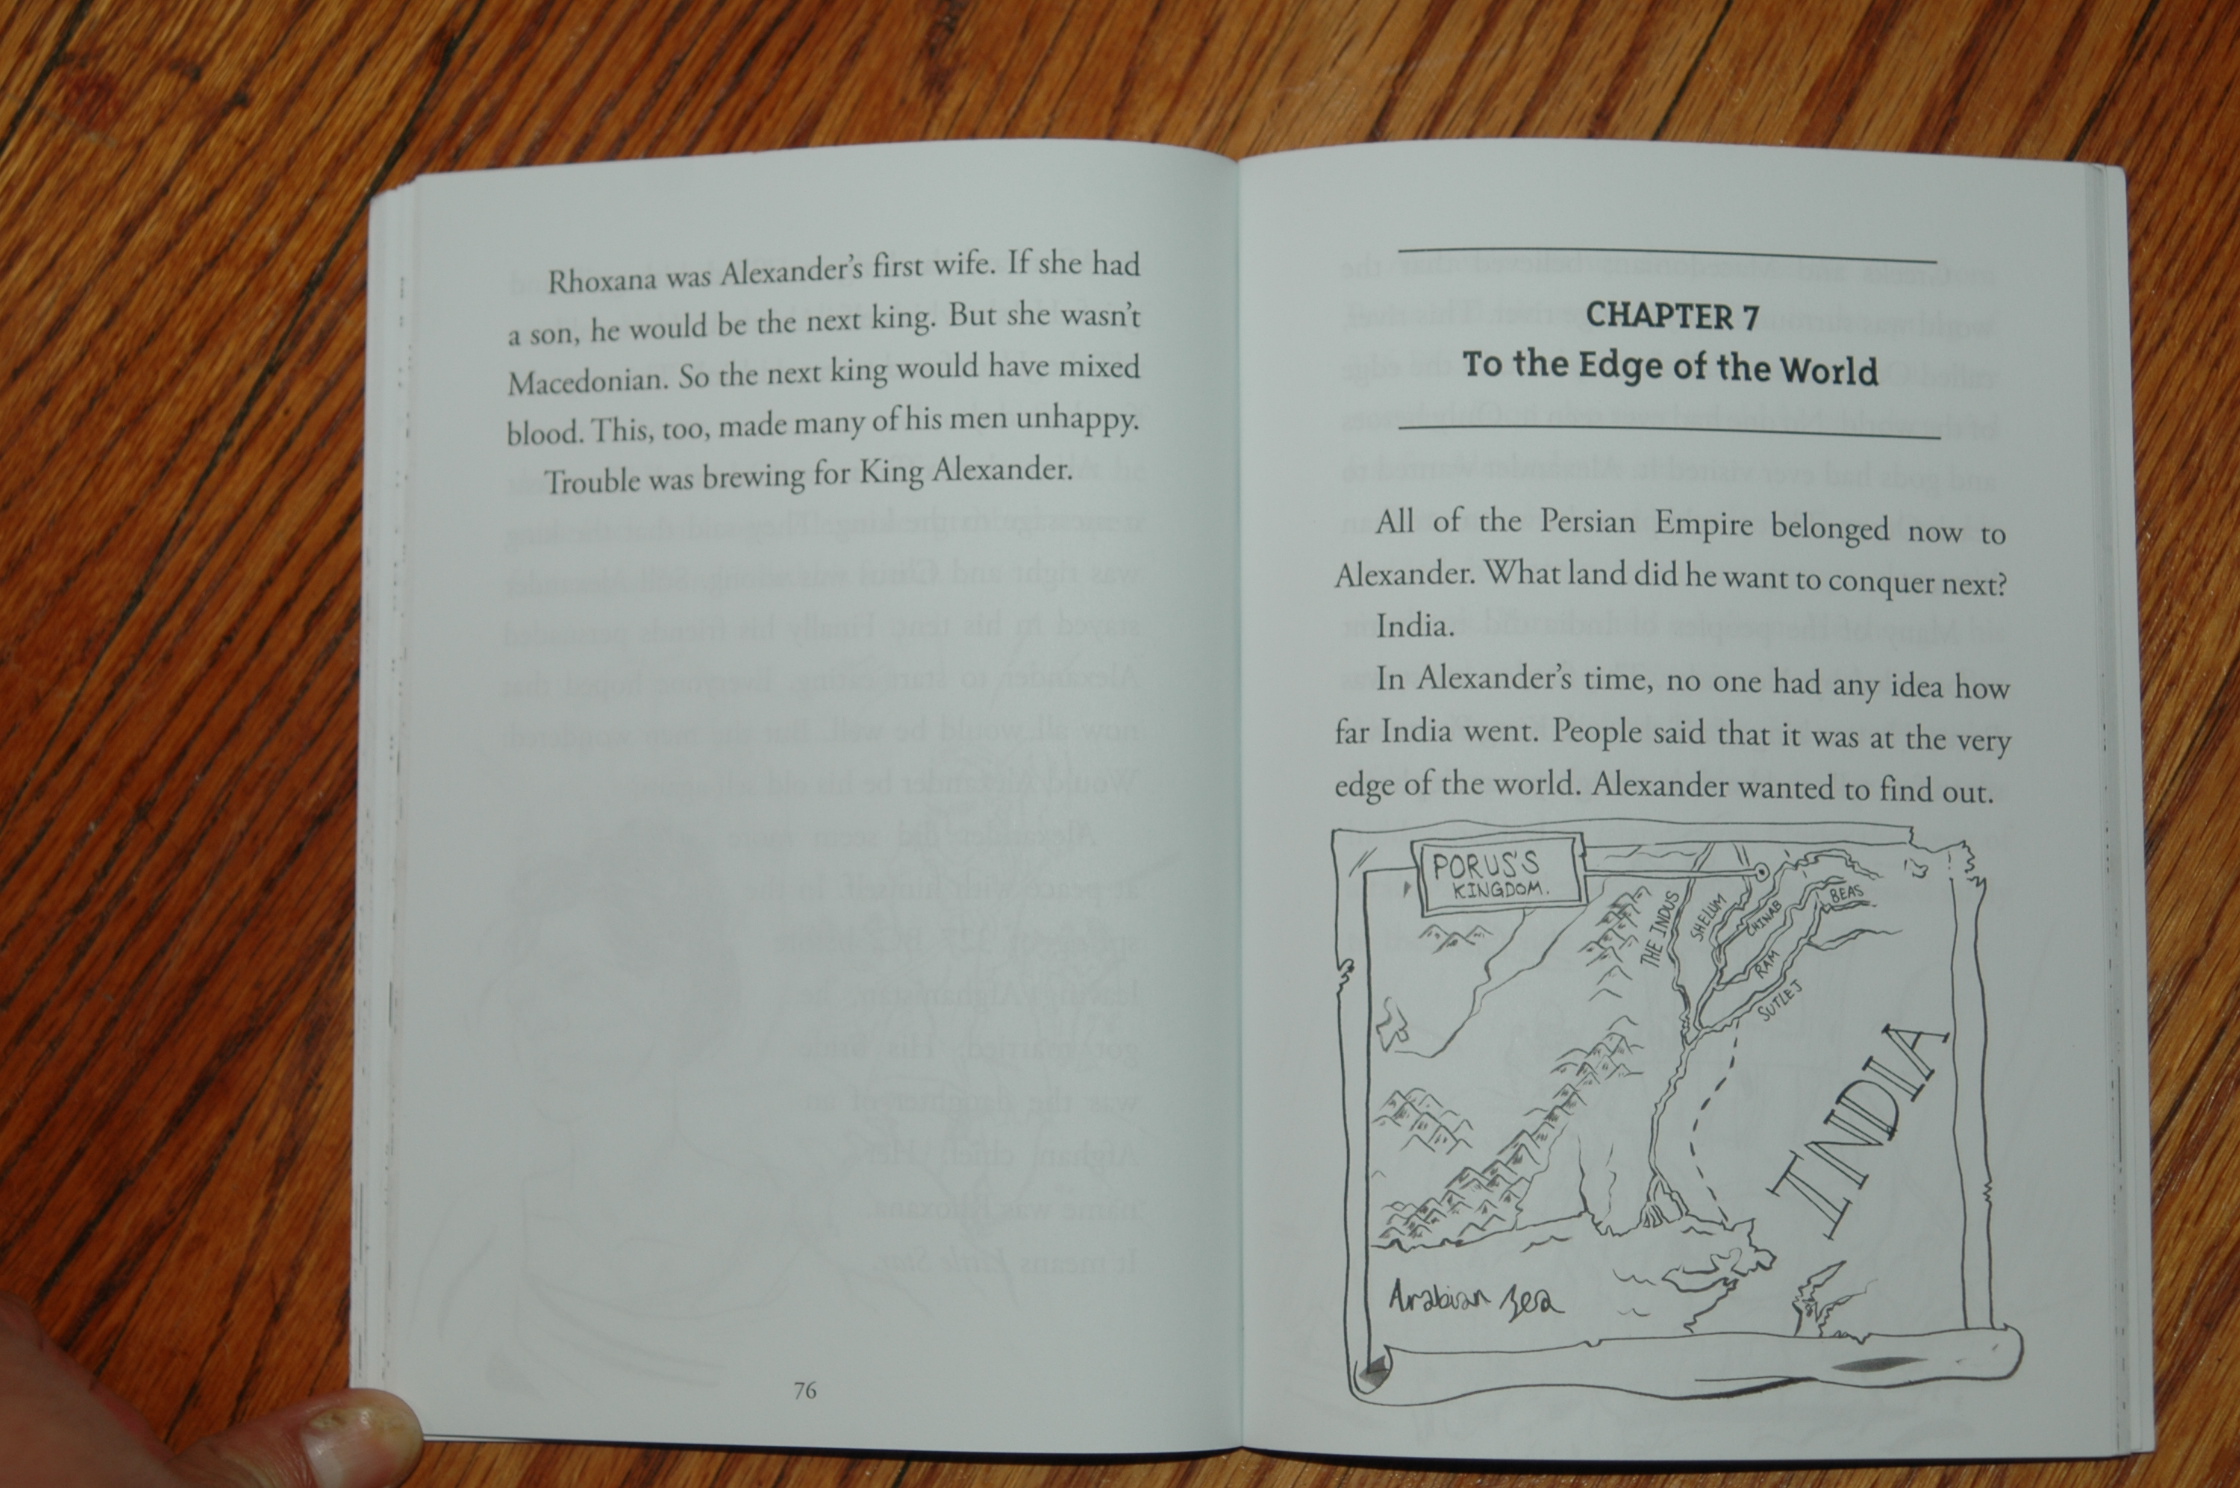 Rhoxana was Alexander's first wife. If she had
a son, he would be the next king. But she wasn't
Macedonian. So the next king would have mixed
blood. This, too, made many of his men unhappy.
Trouble was brewing for King Alexander.
76
CHAPTER 7
To the Edge of the World
All of the Persian Empire belonged now to
Alexander. What land did he want to conquer next?
India.
In Alexander's time, no one had any idea how
far India went. People said that it was at the very
edge of the world. Alexander wanted to find out.
PORUS'S
KINGDOM.
THE INDUS
SHELUM
CHINAB
RAM
BEAS
SUTLEJ
INDIA
Arabian Sea